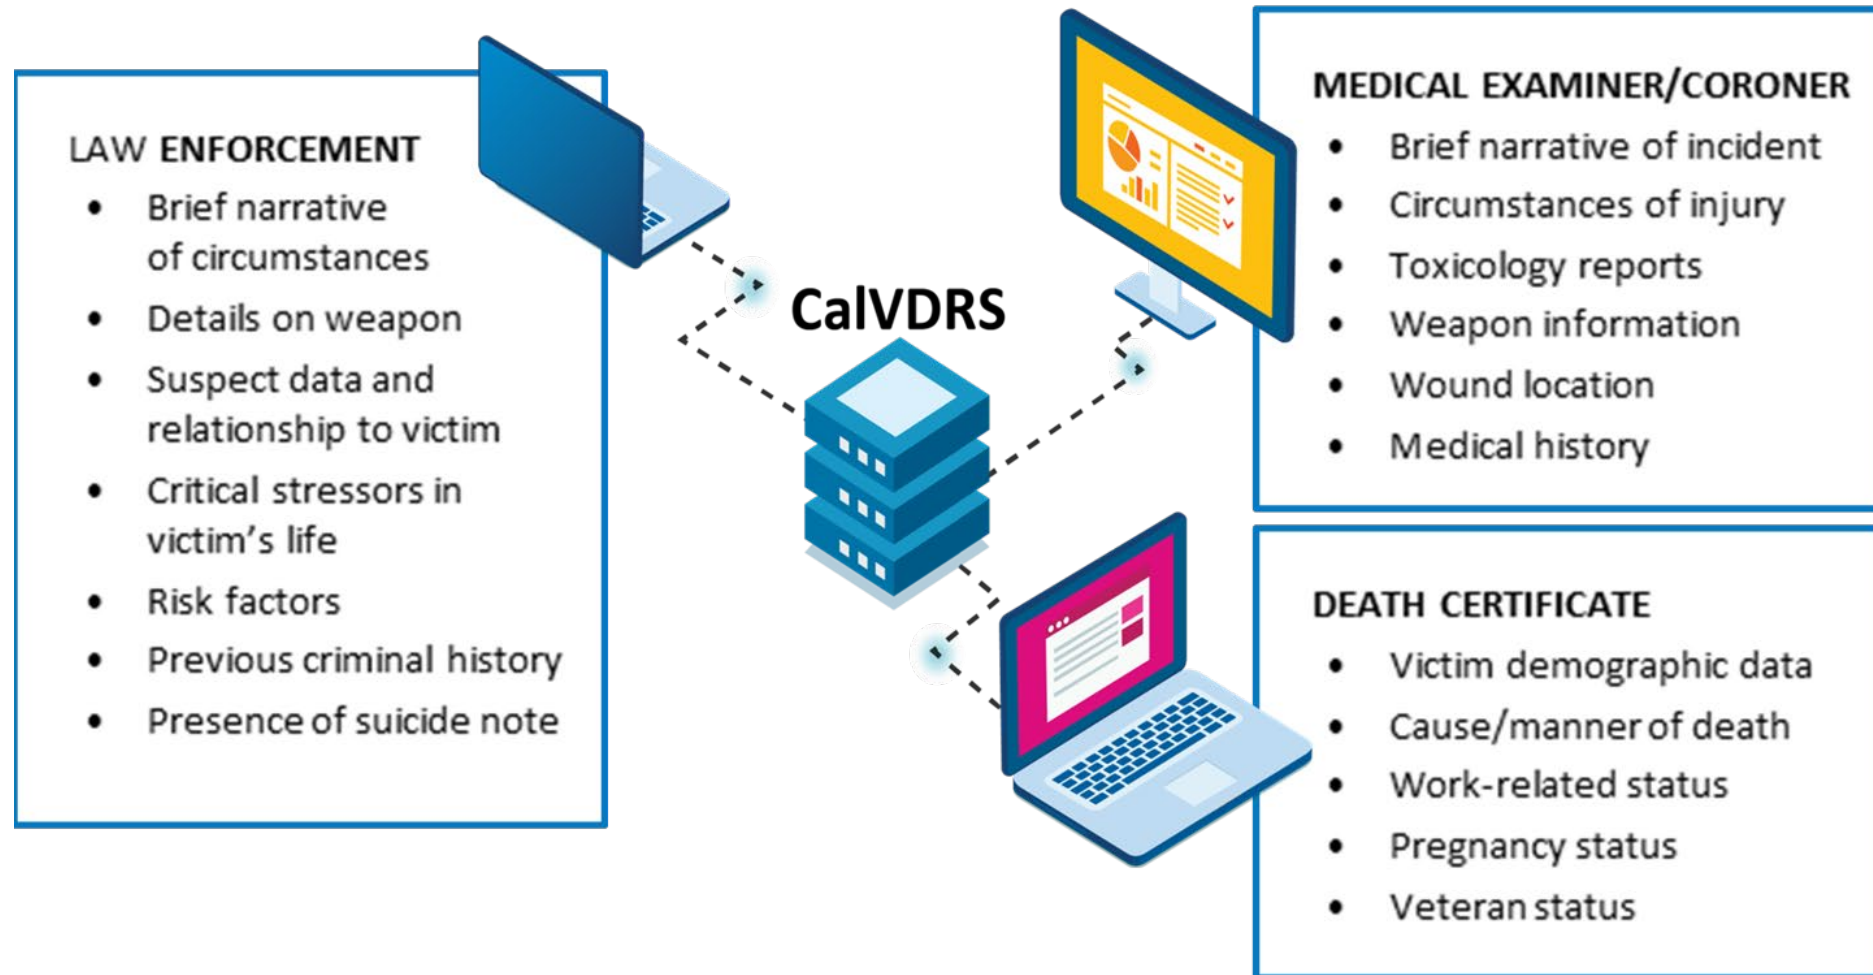 LAW ENFORCEMENT
• Brief narrative
of circumstances
• Details on weapon
• Suspect data and
relationship to victim
• Critical stressors in
victim’s life
• Risk factors
• Previous criminal history
• Presence of suicide note
CalVDRS
MEDICAL EXAMINER/CORONER
• Brief narrative of incident
• Circumstances of injury
• Toxicology reports
• Weapon information
• Wound location
• Medical history
DEATH CERTIFICATE
• Victim demographic data
• Cause/manner of death
• Work-related status
• Pregnancy status
• Veteran status